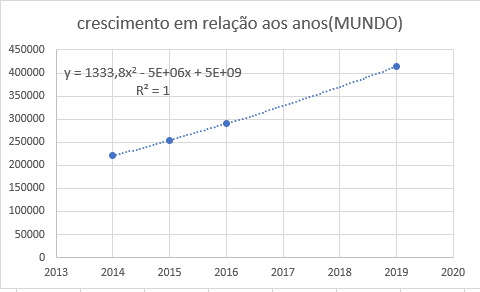 crescimento em relação aos anos(MUNDO)
450000
400000
y = 1333,8x² - 5E+06x + 5E+09
R² = 1
350000
300000
250000
200000
150000
100000
50000
0
2013 2014 2015 2016 2017 2018 2019 2020